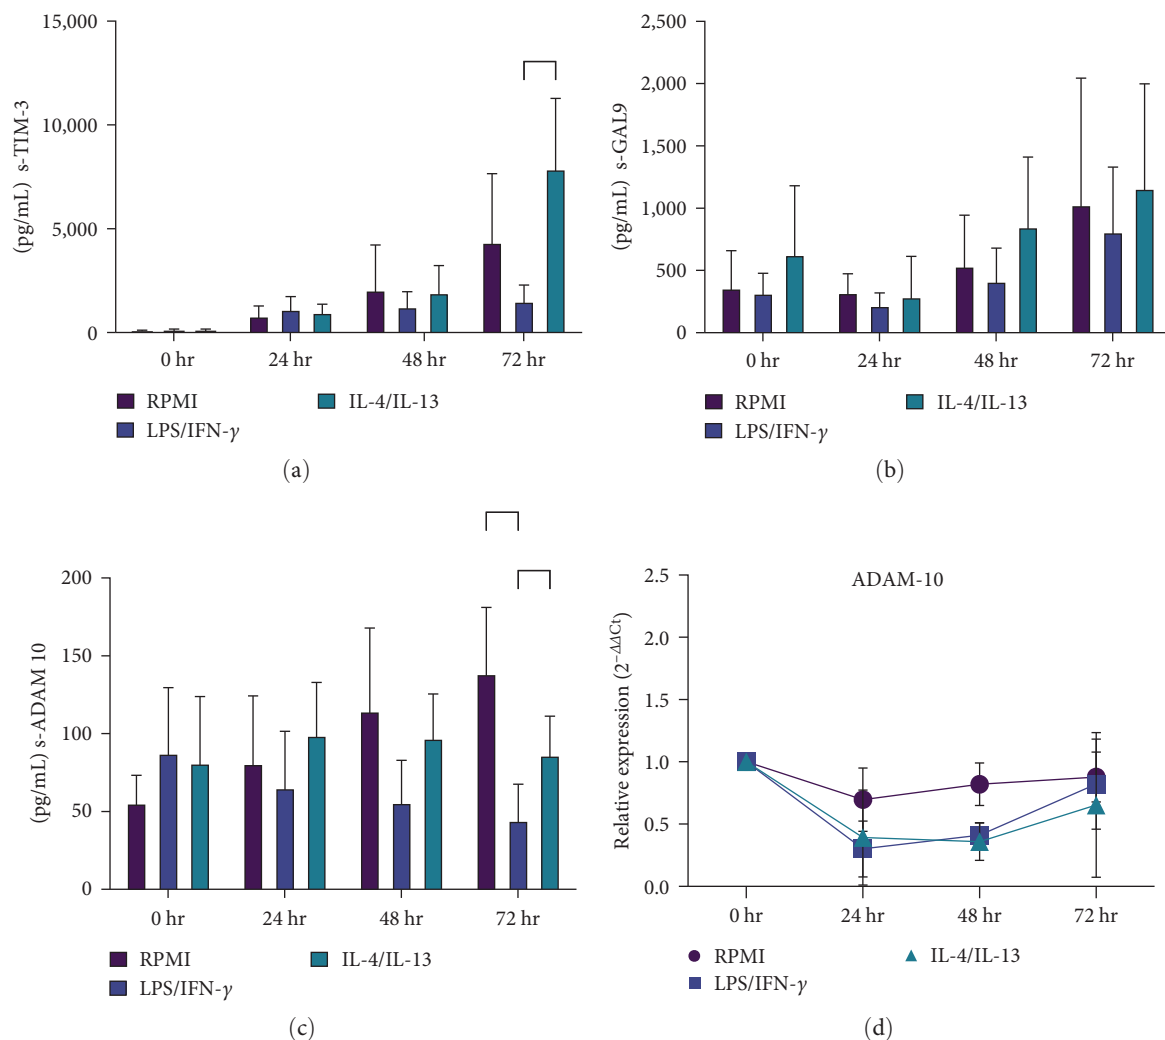 15,000
10,000
5,000
0
(pg/mL) s-TIM-3
0 hr 24 hr 48 hr 72 hr
RPMI
LPS/IFN-γ
IL-4/IL-13
(a)
2,500
2,000
1,500
1,000
500
0
(pg/mL) s-GAL9
0 hr 24 hr 48 hr 72 hr
RPMI
LPS/IFN-γ
IL-4/IL-13
(b)
200
150
100
50
0
(pg/mL) s-ADAM 10
0 hr 24 hr 48 hr 72 hr
RPMI
LPS/IFN-γ
IL-4/IL-13
(c)
ADAM-10
2.5
2.0
1.5
1.0
0.5
0.0
Relative expression (2^−ΔΔCt)
0 hr 24 hr 48 hr 72 hr
RPMI
LPS/IFN-γ
IL-4/IL-13
(d)